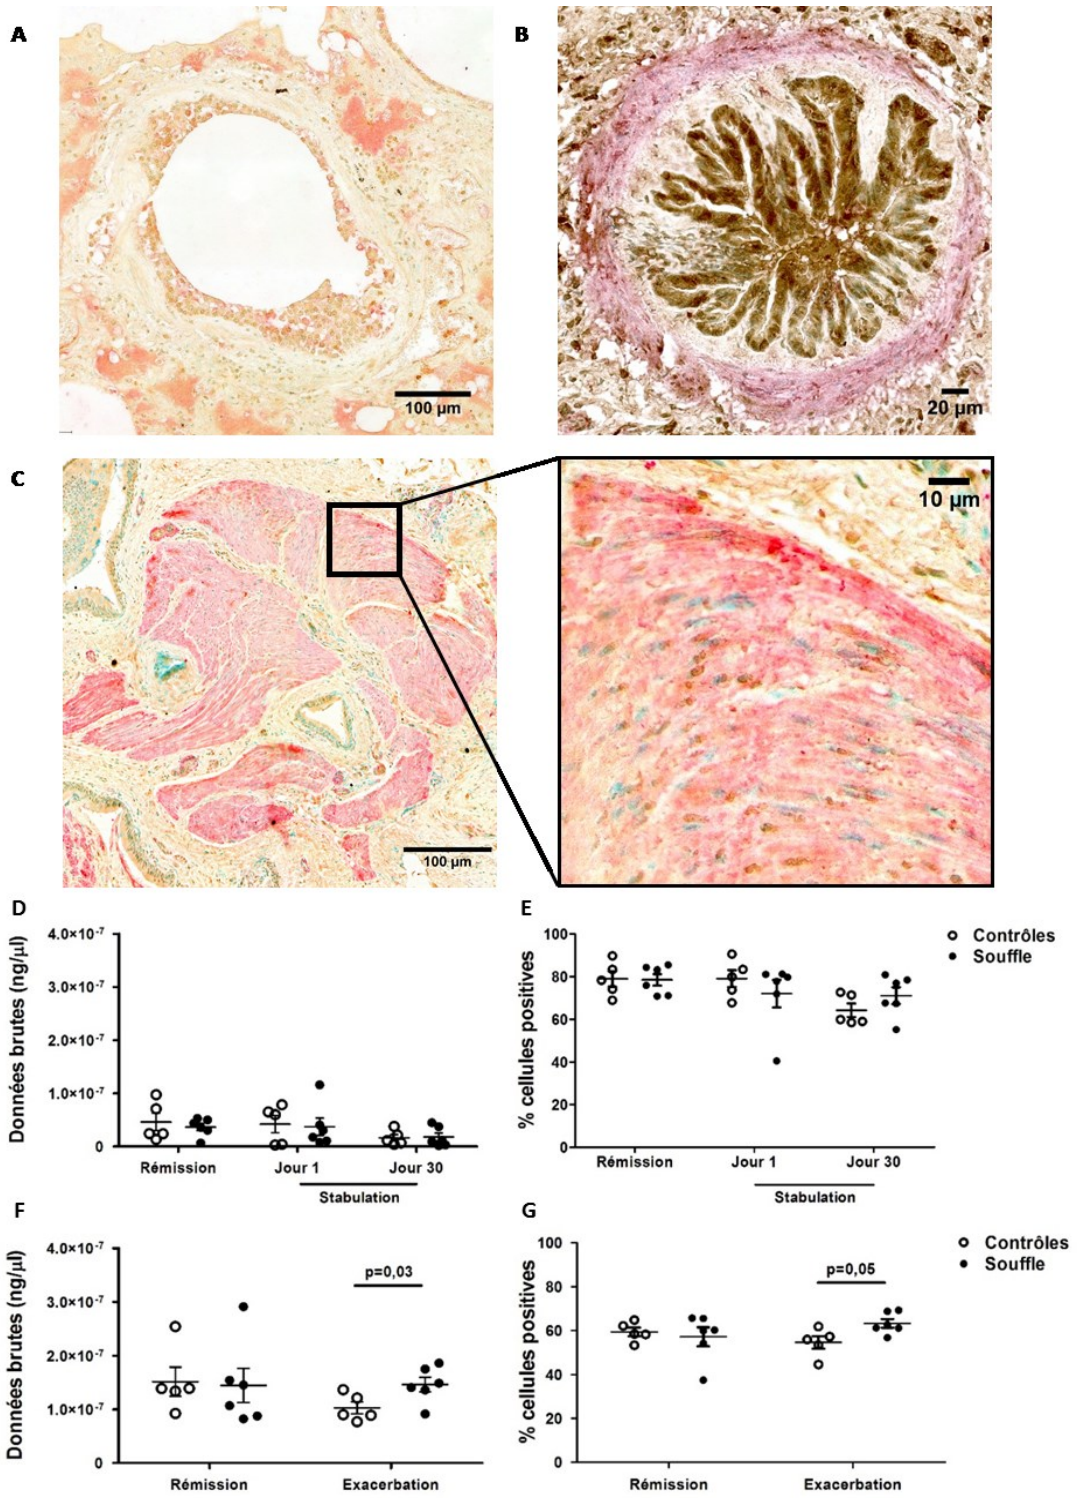 A
B
100 µm
20 µm
C
10 µm
100 µm
D
Données brutes (ng/µl)
4.0×10⁻⁷
3.0×10⁻⁷
2.0×10⁻⁷
1.0×10⁻⁷
0
Rémission
Jour 1
Jour 30
Stabulation
E
% cellules positives
100
80
60
40
20
0
Rémission
Jour 1
Jour 30
Stabulation
Contrôles
Souffle
F
Données brutes (ng/µl)
4.0×10⁻⁷
3.0×10⁻⁷
2.0×10⁻⁷
1.0×10⁻⁷
0
p=0,03
Rémission
Exacerbation
G
% cellules positives
100
80
60
40
20
0
p=0,05
Rémission
Exacerbation
Contrôles
Souffle